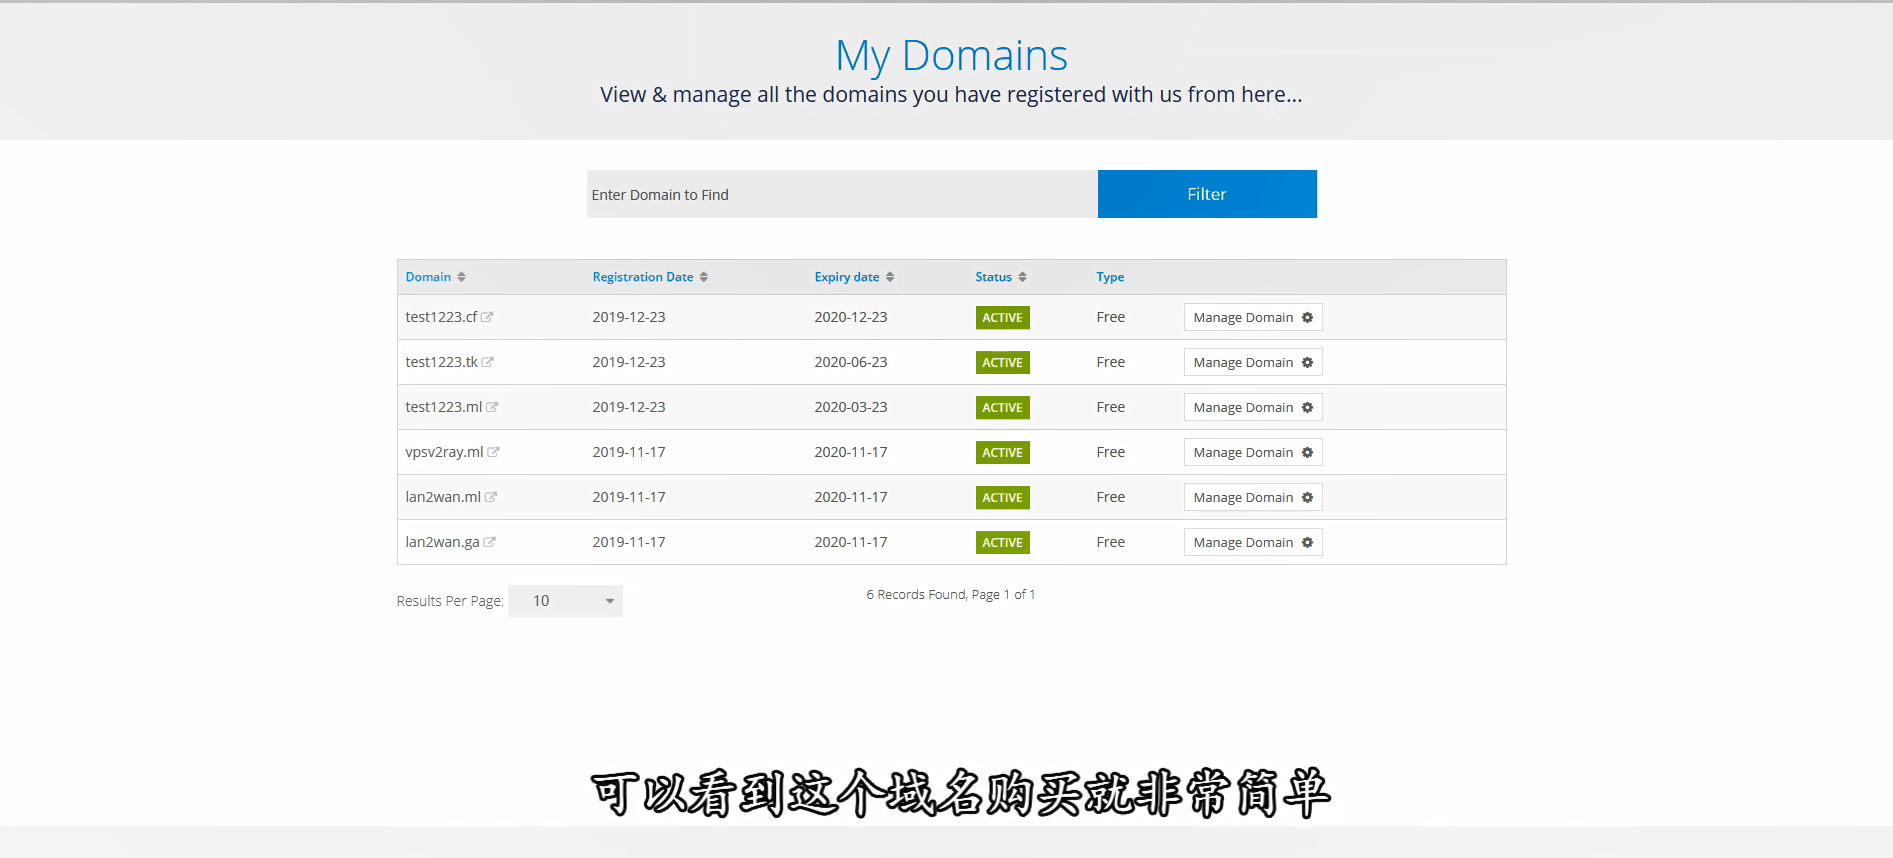 My Domains
View & manage all the domains you have registered with us from here...
Enter Domain to Find Filter
Domain Registration Date Expiry date Status Type
test1223.cf 2019-12-23 2020-12-23 ACTIVE Free Manage Domain
test1223.tk 2019-12-23 2020-06-23 ACTIVE Free Manage Domain
test1223.ml 2019-12-23 2020-03-23 ACTIVE Free Manage Domain
vpsv2ray.ml 2019-11-17 2020-11-17 ACTIVE Free Manage Domain
lan2wan.ml 2019-11-17 2020-11-17 ACTIVE Free Manage Domain
lan2wan.ga 2019-11-17 2020-11-17 ACTIVE Free Manage Domain
Results Per Page: 10 6 Records Found, Page 1 of 1
可以看到这个域名购买就非常简单